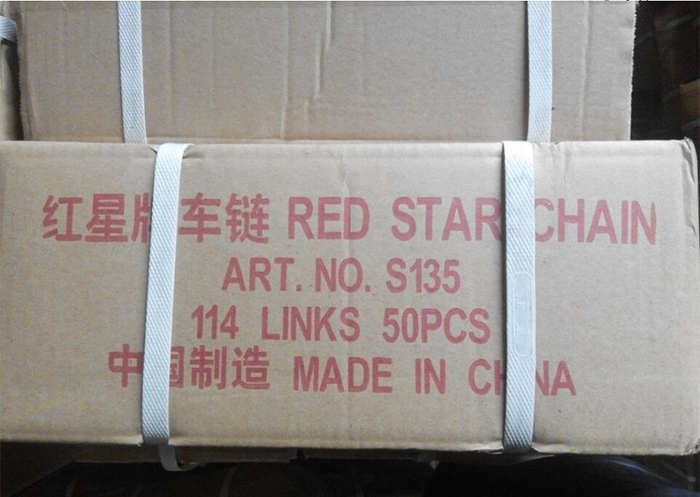 红星牌车链 RED STAR CHAIN
ART. NO. S135
114 LINKS 50PCS
中国制造 MADE IN CHINA